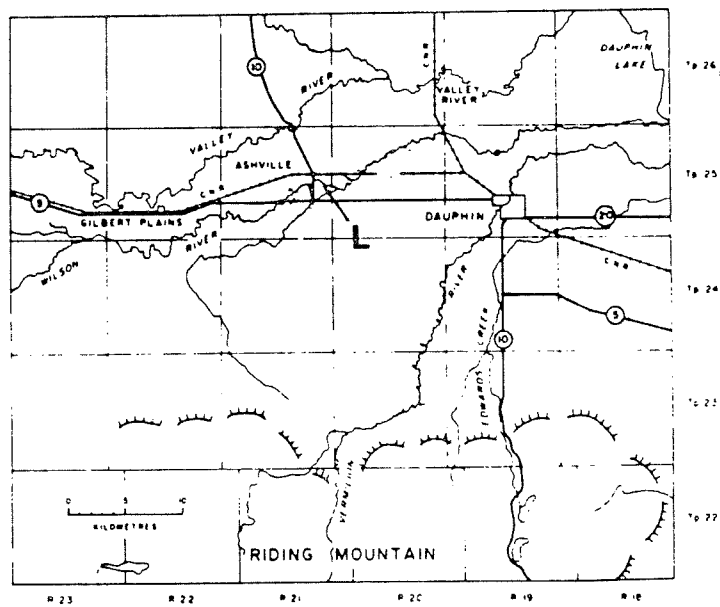 10
CNR
DAUPHIN
LAKE
Tp 26
RIVER
VALLEY
RIVER
VALLEY
ASHVILLE
Tp 25
CNR
5
GILBERT PLAINS
DAUPHIN
20
RIVER
L
WILSON
CNR
RIVER
Tp 24
5
10
EDWARDS CREEK
Tp 23
0 5 10
KILOMETRES
VERMILION
Tp 22
RIDING MOUNTAIN
R 23 R 22 R 21 R 20 R 19 R 18